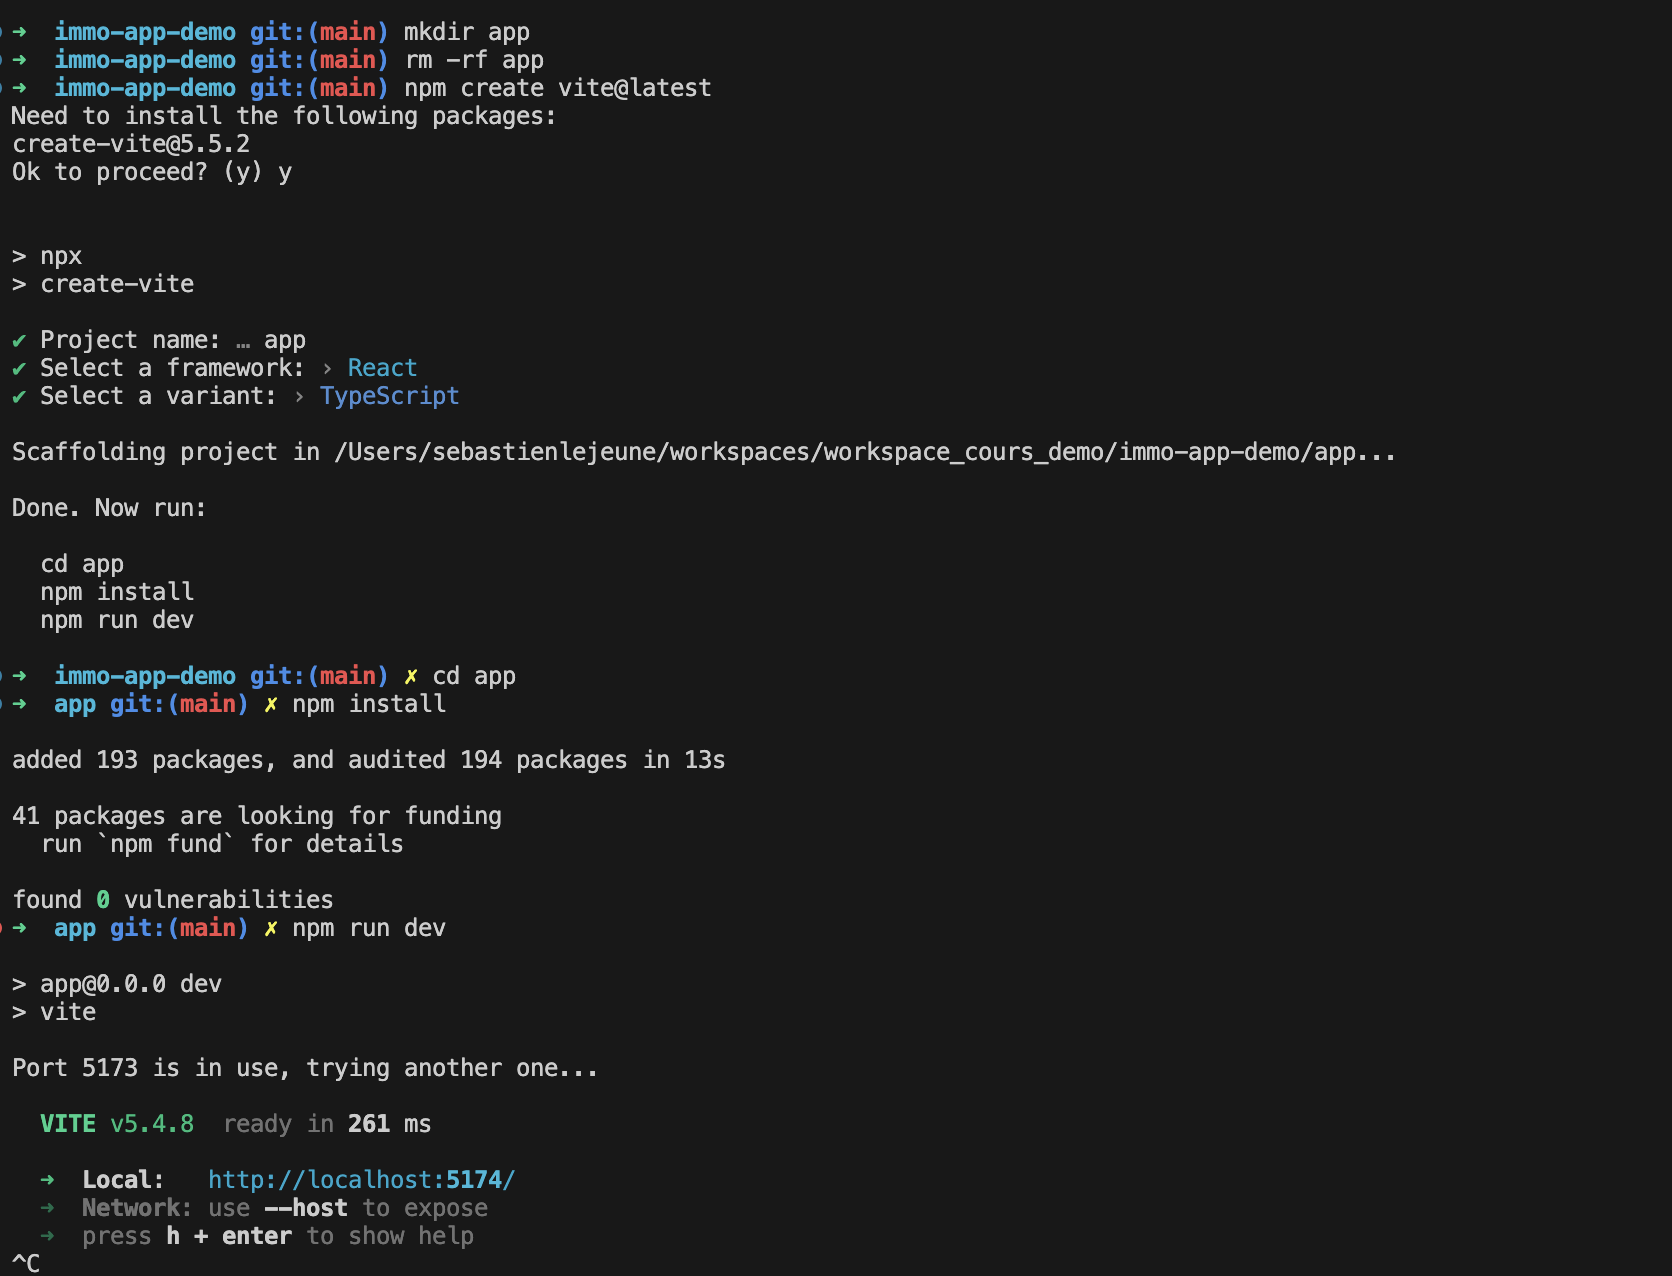 ➜  immo-app-demo git:(main) mkdir app
➜  immo-app-demo git:(main) rm -rf app
➜  immo-app-demo git:(main) npm create vite@latest
Need to install the following packages:
create-vite@5.5.2
Ok to proceed? (y) y
> npx
> create-vite
✔ Project name: … app
✔ Select a framework: › React
✔ Select a variant: › TypeScript
Scaffolding project in /Users/sebastienlejeune/workspaces/workspace_cours_demo/immo-app-demo/app...
Done. Now run:
  cd app
  npm install
  npm run dev
➜  immo-app-demo git:(main) ✗ cd app
➜  app git:(main) ✗ npm install
added 193 packages, and audited 194 packages in 13s
41 packages are looking for funding
  run `npm fund` for details
found 0 vulnerabilities
➜  app git:(main) ✗ npm run dev
> app@0.0.0 dev
> vite
Port 5173 is in use, trying another one...
  VITE v5.4.8  ready in 261 ms
  ➜  Local:   http://localhost:5174/
  ➜  Network: use --host to expose
  ➜  press h + enter to show help
^C